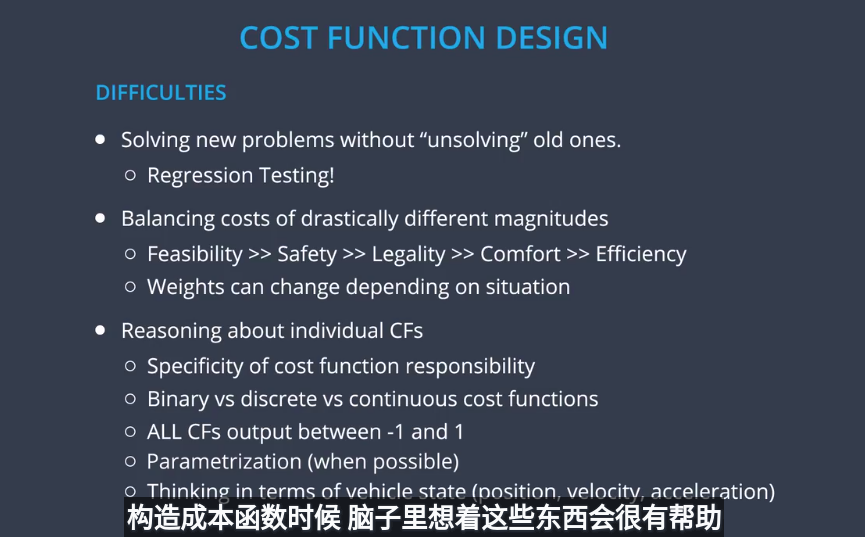 COST FUNCTION DESIGN
DIFFICULTIES
Solving new problems without “unsolving” old ones.
Regression Testing!
Balancing costs of drastically different magnitudes
Feasibility >> Safety >> Legality >> Comfort >> Efficiency
Weights can change depending on situation
Reasoning about individual CFs
Specificity of cost function responsibility
Binary vs discrete vs continuous cost functions
ALL CFs output between -1 and 1
Parametrization (when possible)
Thinking in terms of vehicle state (position, velocity, acceleration)
构造成本函数时候 脑子里想着这些东西会很有帮助